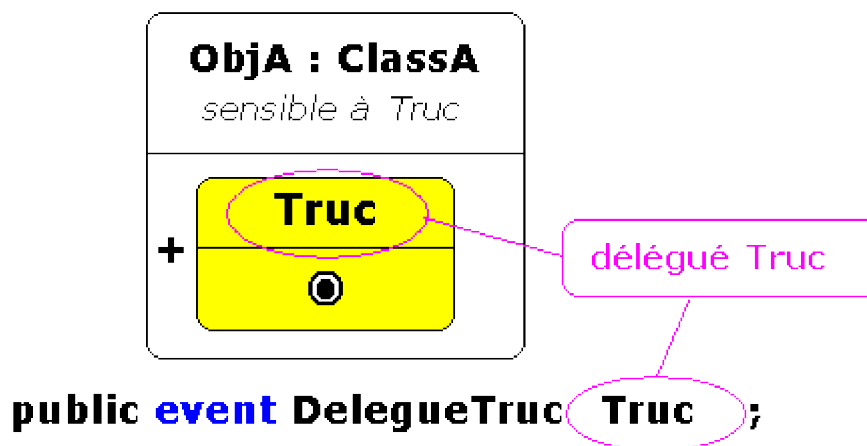 ObjA : ClassA
sensible à Truc
Truc
+
délégué Truc
public event DelegueTruc Truc ;